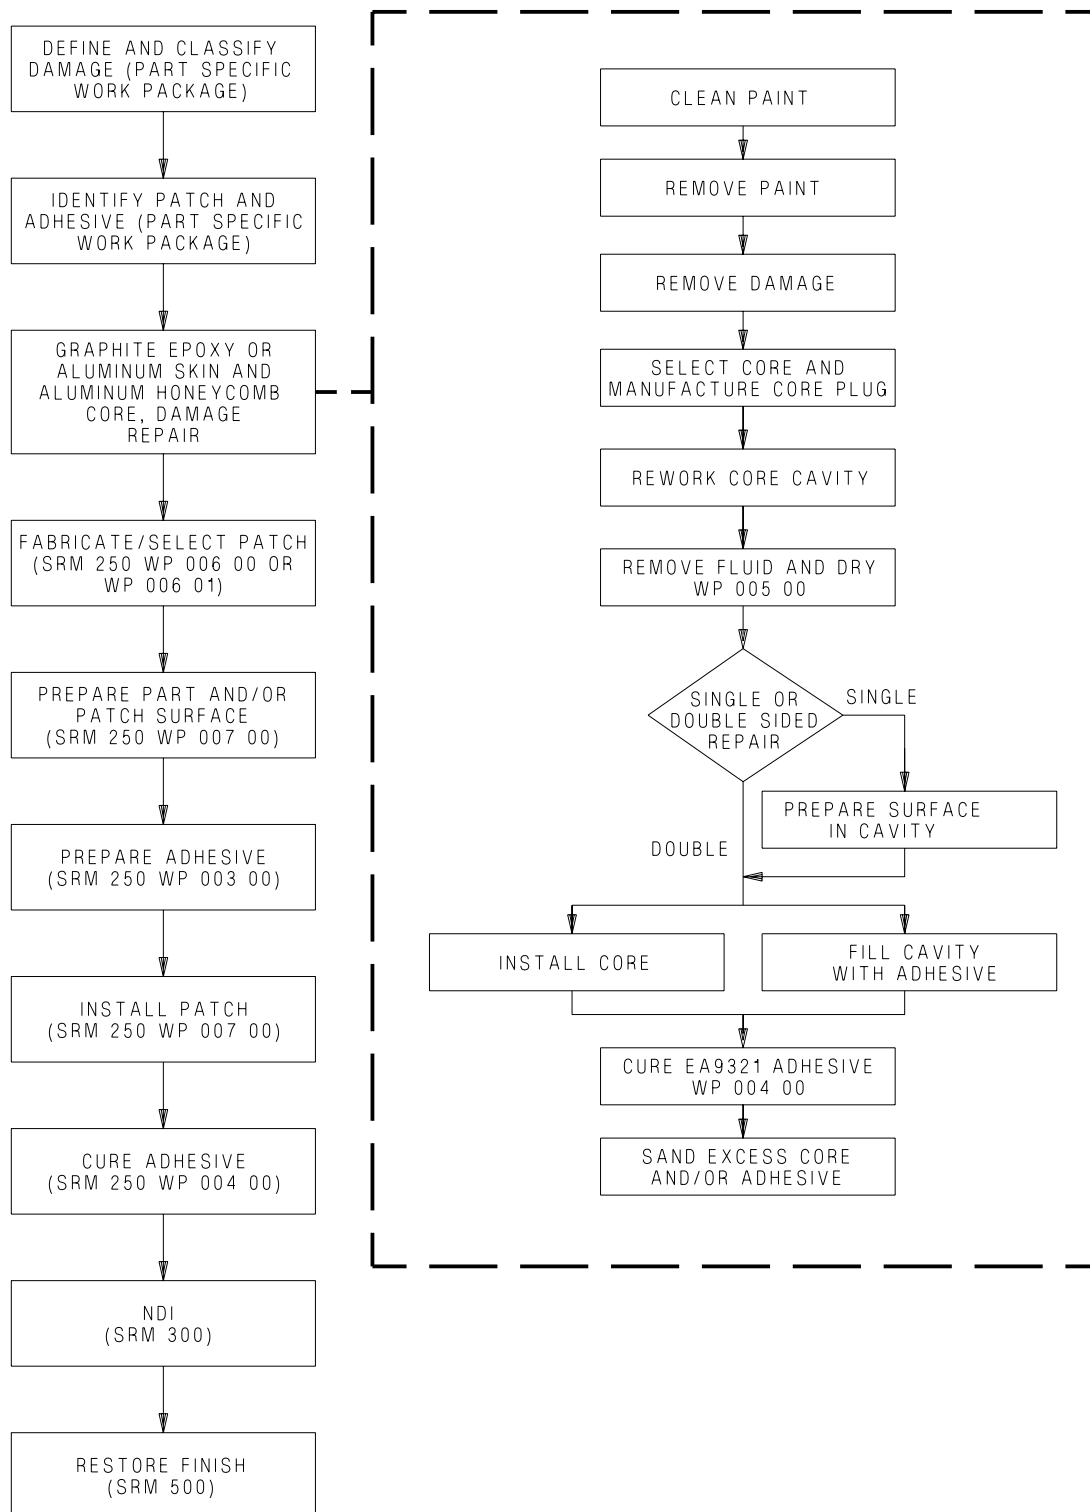 DEFINE AND CLASSIFY
DAMAGE (PART SPECIFIC
WORK PACKAGE)
IDENTIFY PATCH AND
ADHESIVE (PART SPECIFIC
WORK PACKAGE)
GRAPHITE EPOXY OR
ALUMINUM SKIN AND
ALUMINUM HONEYCOMB
CORE, DAMAGE
REPAIR
FABRICATE/SELECT PATCH
(SRM 250 WP 006 00 OR
WP 006 01)
PREPARE PART AND/OR
PATCH SURFACE
(SRM 250 WP 007 00)
PREPARE ADHESIVE
(SRM 250 WP 003 00)
INSTALL PATCH
(SRM 250 WP 007 00)
CURE ADHESIVE
(SRM 250 WP 004 00)
NDI
(SRM 300)
RESTORE FINISH
(SRM 500)
CLEAN PAINT
REMOVE PAINT
REMOVE DAMAGE
SELECT CORE AND
MANUFACTURE CORE PLUG
REWORK CORE CAVITY
REMOVE FLUID AND DRY
WP 005 00
SINGLE OR
DOUBLE SIDED
REPAIR
SINGLE
PREPARE SURFACE
IN CAVITY
DOUBLE
INSTALL CORE
FILL CAVITY
WITH ADHESIVE
CURE EA9321 ADHESIVE
WP 004 00
SAND EXCESS CORE
AND/OR ADHESIVE